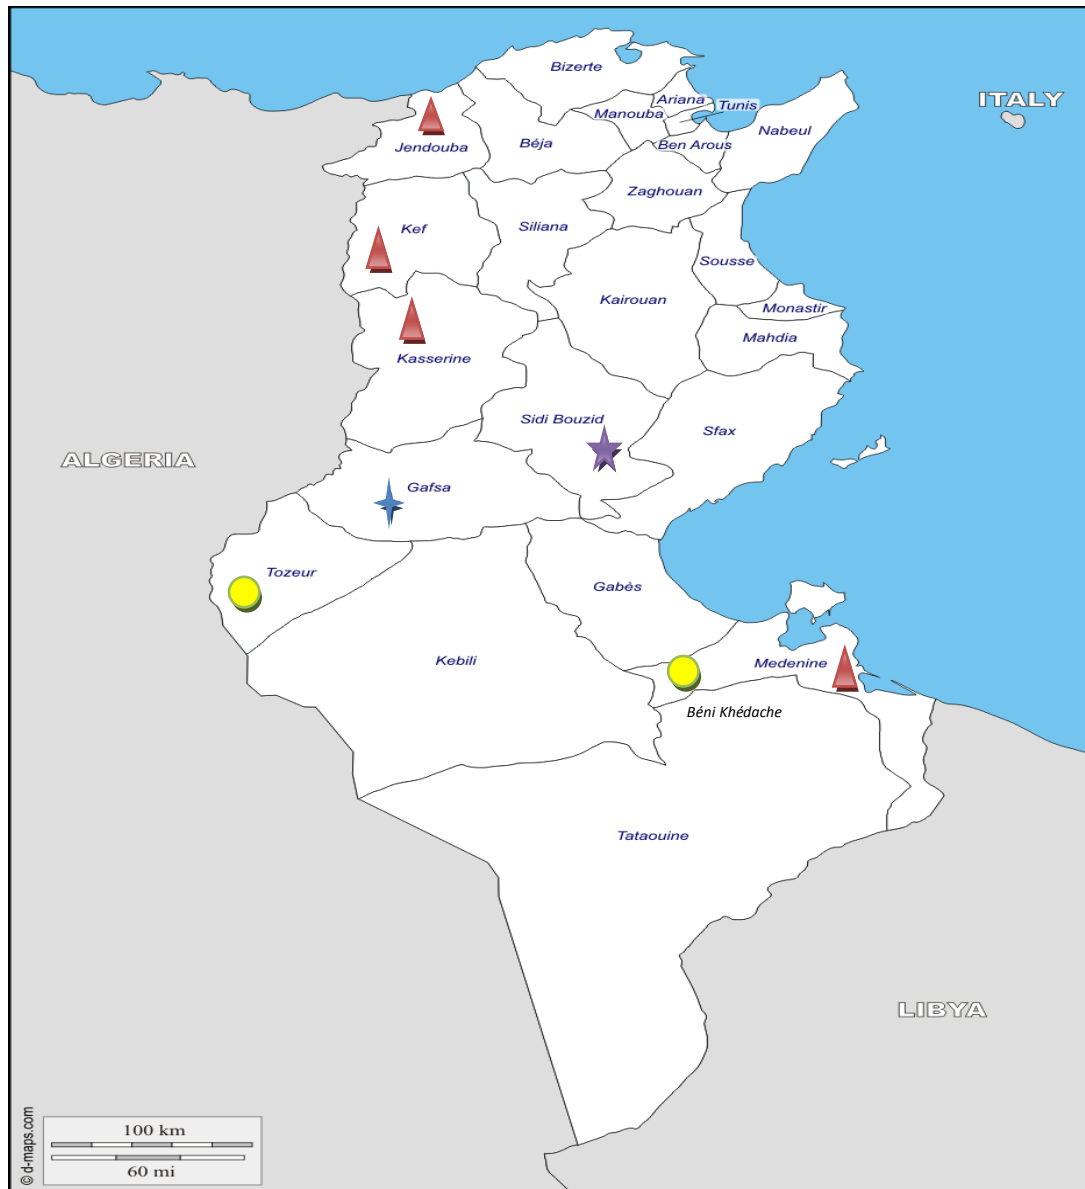 Bizerte
ITALY
Ariana
Tunis
Manouba
Nabeul
Jendouba
Béja
Ben Arous
Zaghouan
Kef
Siliana
Sousse
Kairouan
Monastir
Mahdia
Kasserine
Sidi Bouzid
Sfax
ALGERIA
Gafsa
Tozeur
Gabès
Kebili
Medenine
Béni Khédache
Tataouine
LIBYA
100 km
60 mi
© d-maps.com